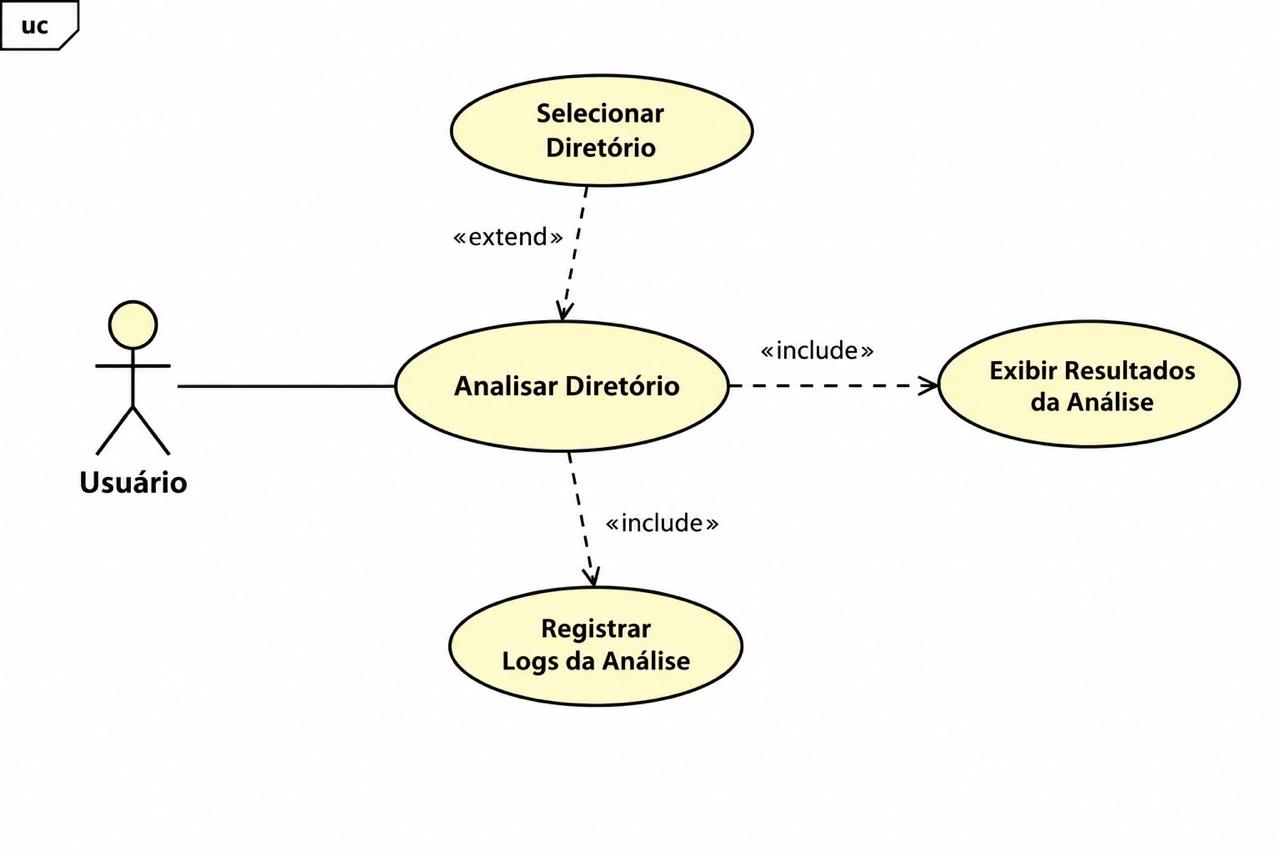 uc
Selecionar
Diretório
«extend»
Analisar Diretório
«include»
Exibir Resultados
da Análise
Usuário
«include»
Registrar
Logs da Análise